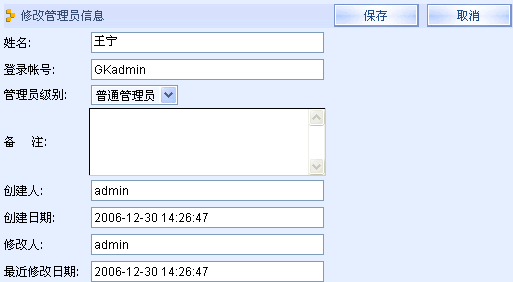 修改管理员信息 保存 取消
姓名: 王宁
登录帐号: GKadmin
管理员级别: 普通管理员
备 注:
创建人: admin
创建日期: 2006-12-30 14:26:47
修改人: admin
最近修改日期: 2006-12-30 14:26:47